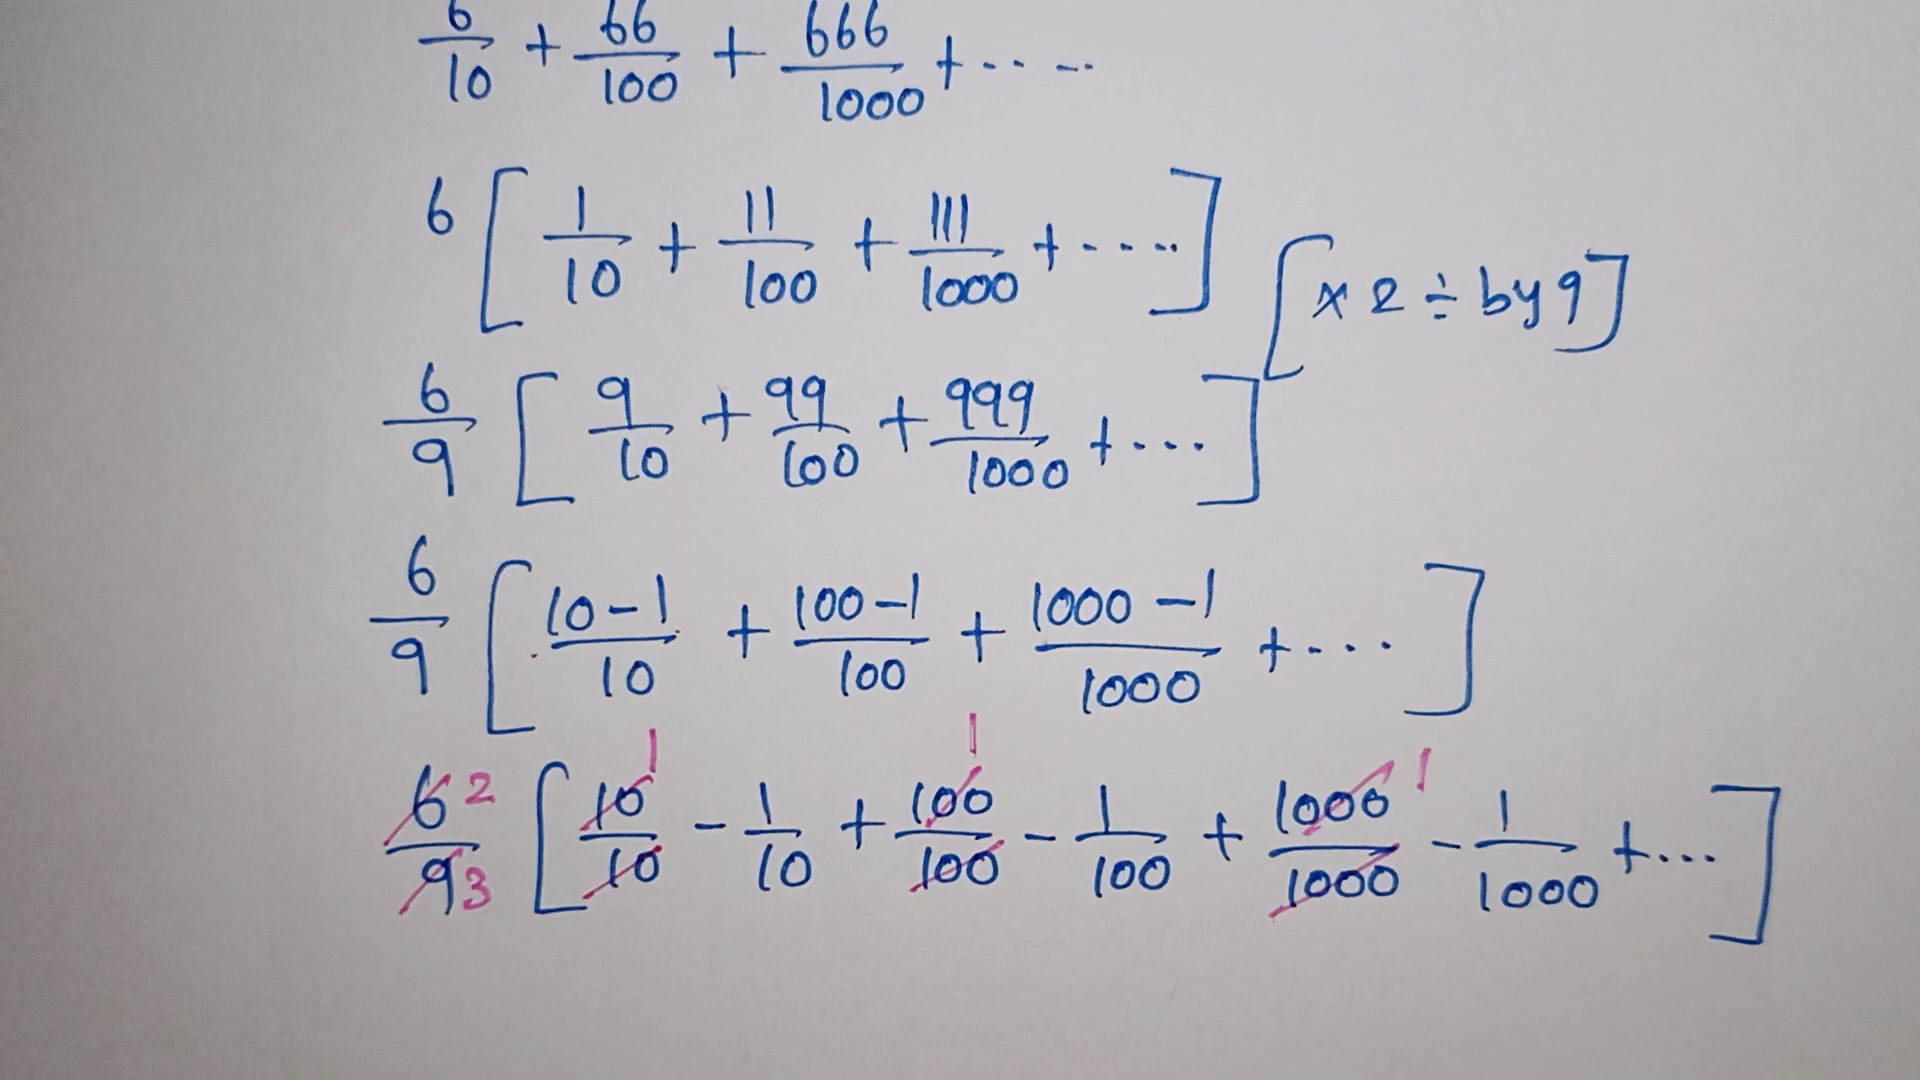 6/10 + 66/100 + 666/1000 + .....
6 [ 1/10 + 11/100 + 111/1000 + ..... ]
[ × 2 ÷ by 9 ]
6/9 [ 9/10 + 99/100 + 999/1000 + .... ]
6/9 [ 10-1/10 + 100-1/100 + 1000-1/1000 + .... ]
1 1 1
6 2/9 3 [ 10/10 - 1/10 + 100/100 - 1/100 + 1000/1000 - 1/1000 + ... ]